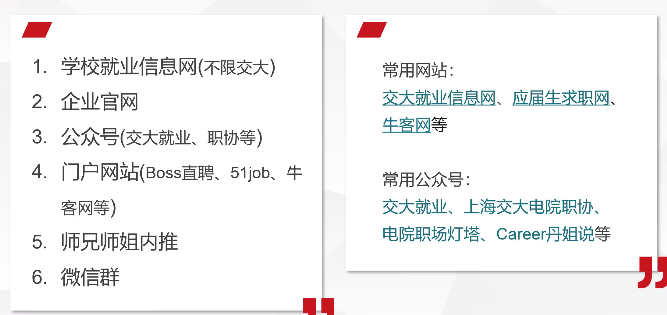 1. 学校就业信息网(不限交大)
2. 企业官网
3. 公众号(交大就业、职协等)
4. 门户网站(Boss直聘、51job、牛
客网等)
5. 师兄师姐内推
6. 微信群
常用网站：
交大就业信息网、应届生求职网、
牛客网等
常用公众号：
交大就业、上海交大电院职协、
电院职场灯塔、Career丹姐说等